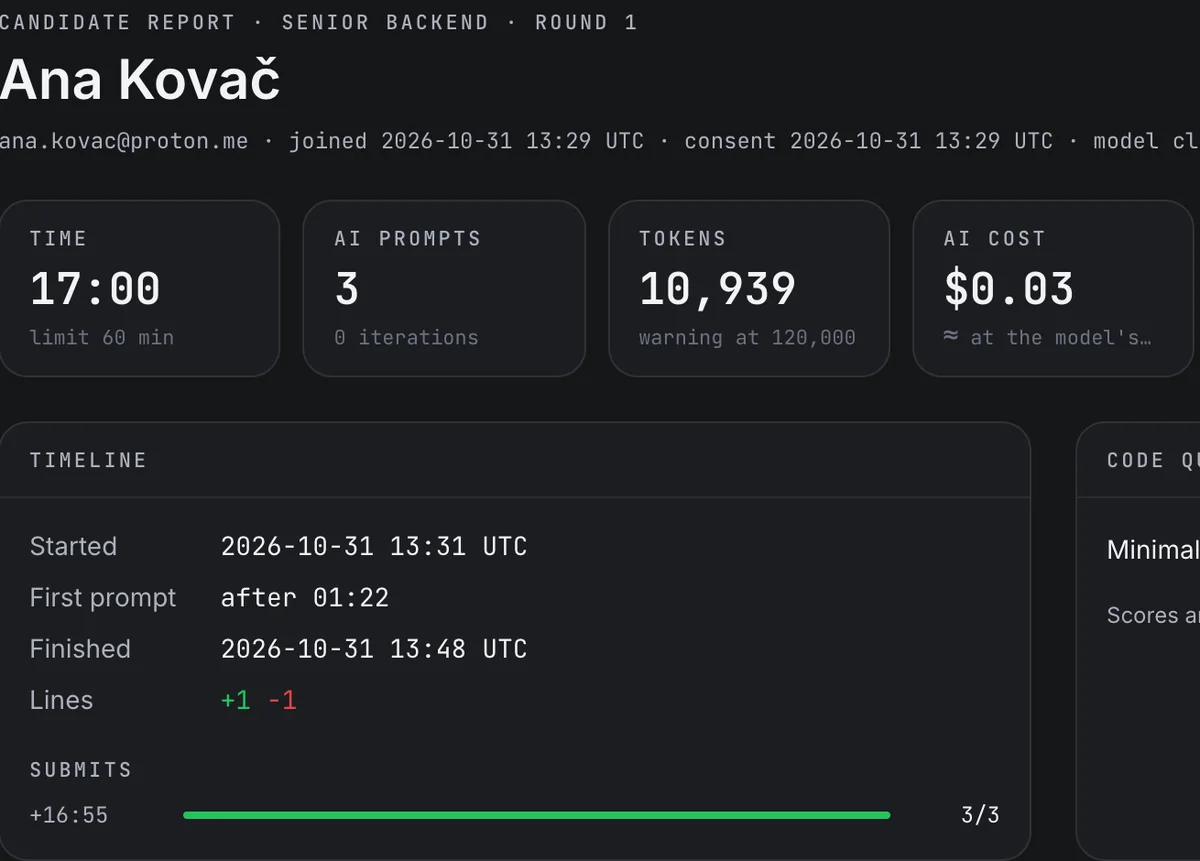 CANDIDATE REPORT · SENIOR BACKEND · ROUND 1
Ana Kovač
ana.kovac@proton.me · joined 2026-10-31 13:29 UTC · consent 2026-10-31 13:29 UTC · model cl
TIME
17:00
limit 60 min
AI PROMPTS
3
0 iterations
TOKENS
10,939
warning at 120,000
AI COST
$0.03
≈ at the model's…
TIMELINE
Started 2026-10-31 13:31 UTC
First prompt after 01:22
Finished 2026-10-31 13:48 UTC
Lines +1 -1
SUBMITS
+16:55 3/3
CODE QU
Minimal
Scores ar